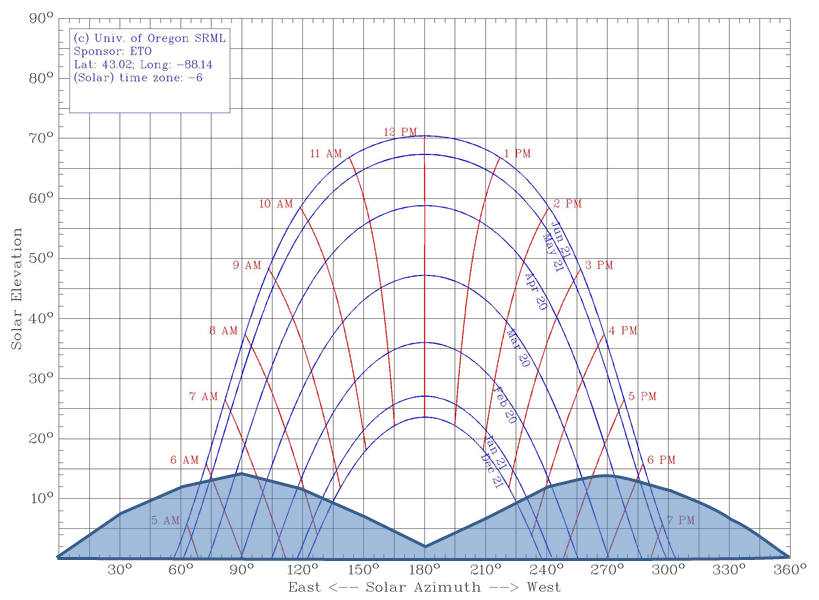 90°
(c) Univ. of Oregon SRML
Sponsor: ETO
Lat: 43.02; Long: -88.14
(Solar) time zone: -6
80°
70°
60°
50°
40°
30°
20°
10°
Solar Elevation
12 PM
11 AM
1 PM
10 AM
2 PM
9 AM
3 PM
8 AM
4 PM
7 AM
5 PM
6 AM
6 PM
5 AM
7 PM
Jun 21
May 21
Apr 20
Mar 20
Feb 20
Jan 21
Dec 21
30°
60°
90°
120°
150°
180°
210°
240°
270°
300°
330°
360°
East <-- Solar Azimuth --> West